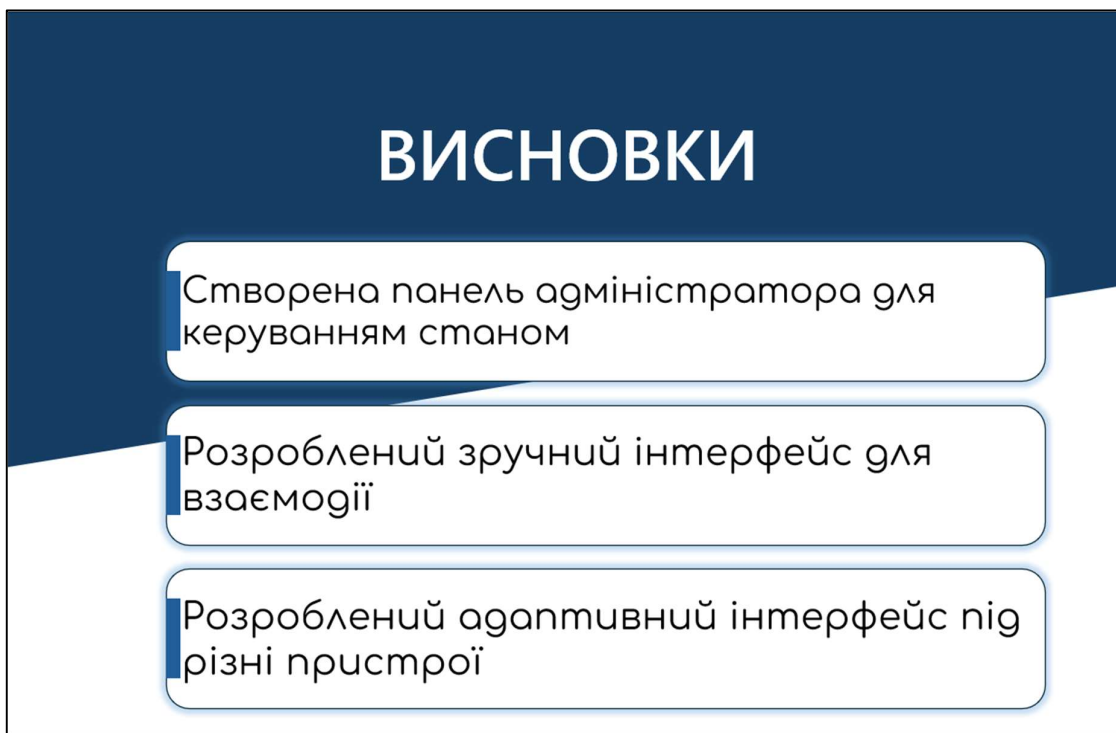 ВИСНОВКИ
Створена панель адміністратора для
керуванням станом
Розроблений зручний інтерфейс для
взаємодії
Розроблений адаптивний інтерфейс під
різні пристрої